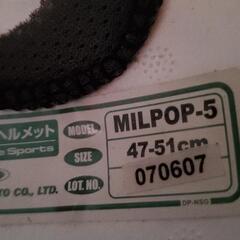 ヘルメット
Sports
MODEL MILPOP-5
SIZE 47-51cm
CO., LTD. LOT. NO. 070607
DP-NSG